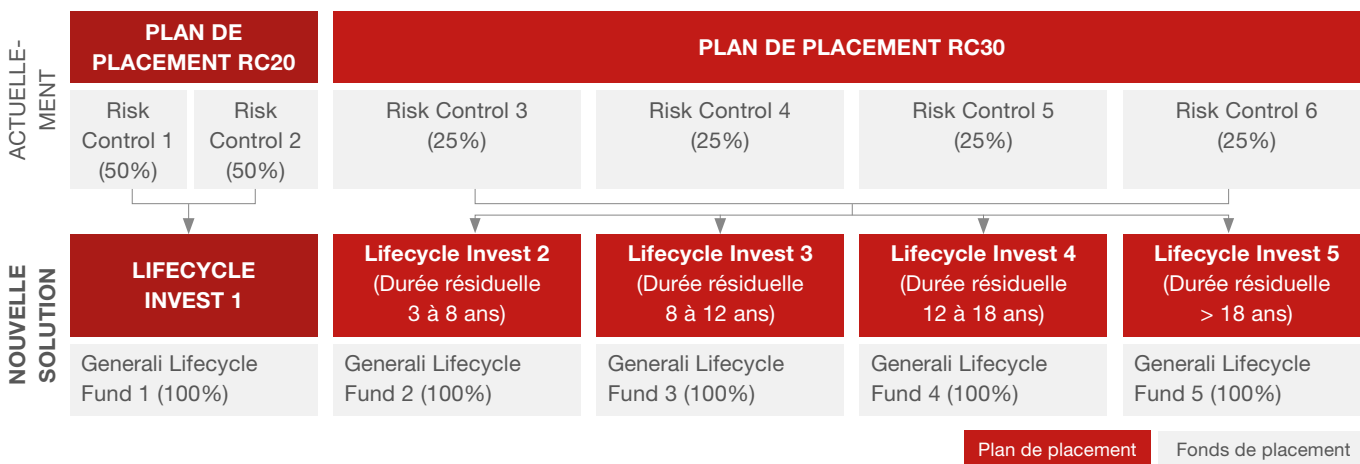 ACTUELLE-
MENT
PLAN DE
PLACEMENT RC20
PLAN DE PLACEMENT RC30
Risk
Control 1
(50%)
Risk
Control 2
(50%)
Risk Control 3
(25%)
Risk Control 4
(25%)
Risk Control 5
(25%)
Risk Control 6
(25%)
NOUVELLE
SOLUTION
LIFECYCLE
INVEST 1
Lifecycle Invest 2
(Durée résiduelle
3 à 8 ans)
Lifecycle Invest 3
(Durée résiduelle
8 à 12 ans)
Lifecycle Invest 4
(Durée résiduelle
12 à 18 ans)
Lifecycle Invest 5
(Durée résiduelle
> 18 ans)
Generali Lifecycle
Fund 1 (100%)
Generali Lifecycle
Fund 2 (100%)
Generali Lifecycle
Fund 3 (100%)
Generali Lifecycle
Fund 4 (100%)
Generali Lifecycle
Fund 5 (100%)
Plan de placement
Fonds de placement